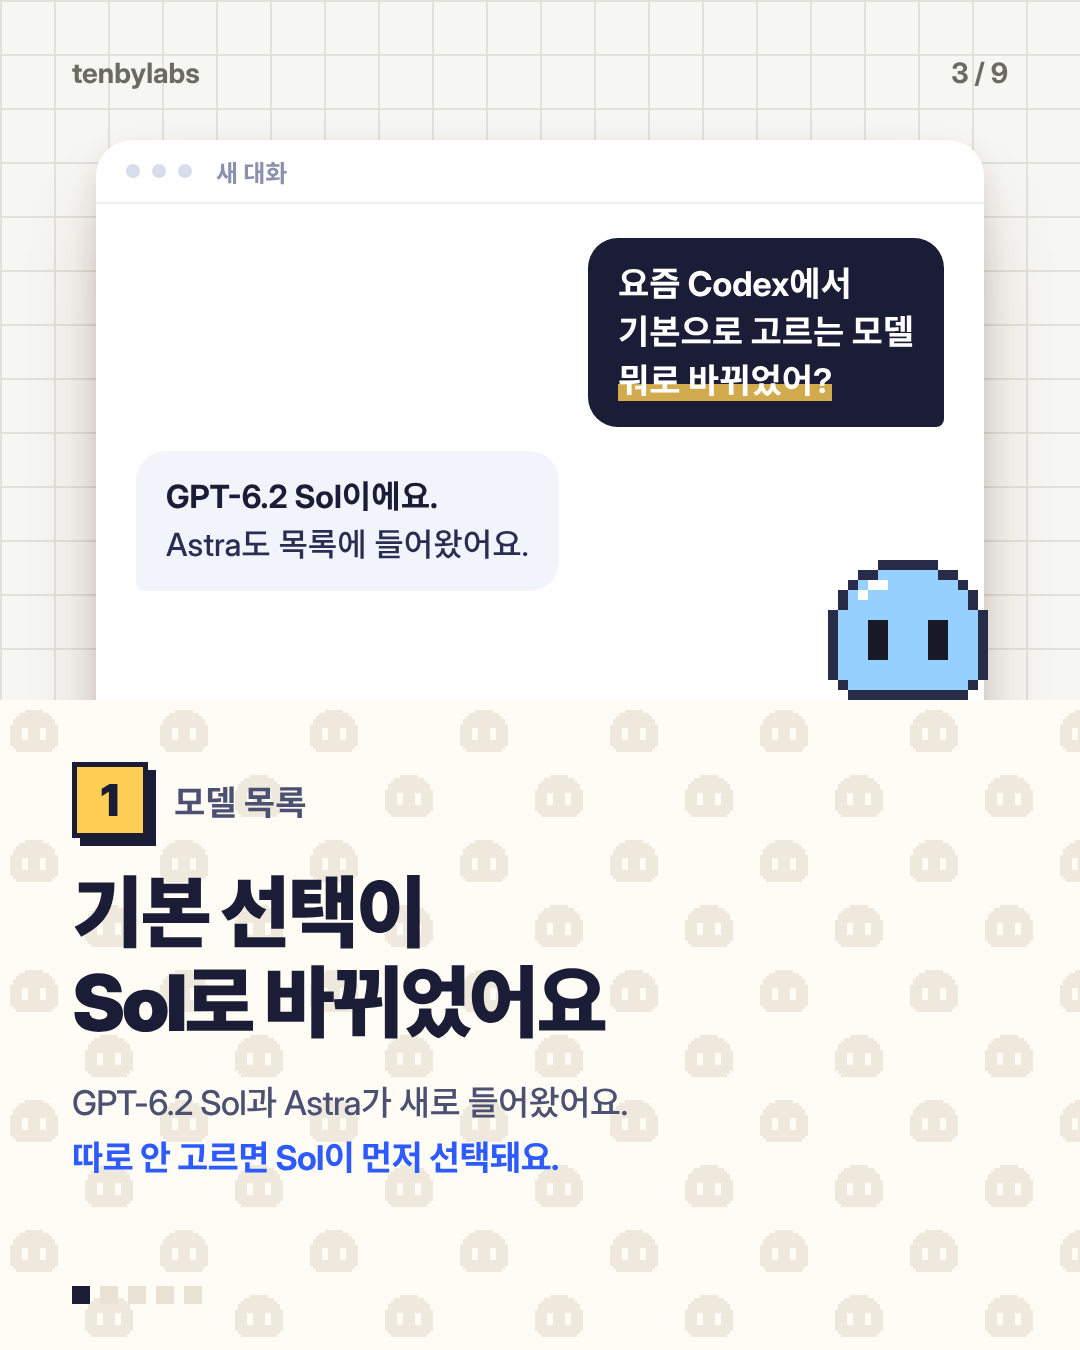 tenbylabs
3 / 9
새 대화
요즘 Codex에서
기본으로 고르는 모델
뭐로 바뀌었어?
GPT-6.2 Sol이에요.
Astra도 목록에 들어왔어요.
1
모델 목록
기본 선택이
Sol로 바뀌었어요
GPT-6.2 Sol과 Astra가 새로 들어왔어요.
따로 안 고르면 Sol이 먼저 선택돼요.